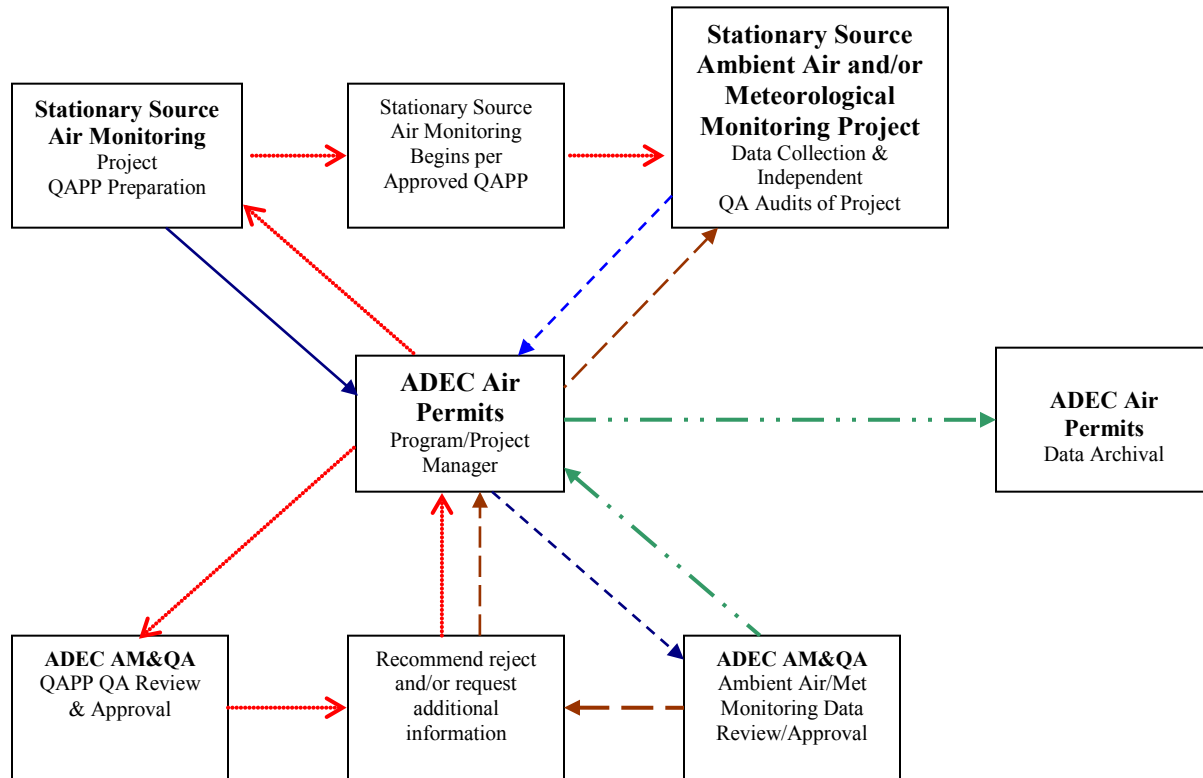 Stationary Source
Air Monitoring
Project
QAPP Preparation
Stationary Source
Air Monitoring
Begins per
Approved QAPP
Stationary Source
Ambient Air and/or
Meteorological
Monitoring Project
Data Collection &
Independent
QA Audits of Project
ADEC Air
Permits
Program/Project
Manager
ADEC Air
Permits
Data Archival
ADEC AM&QA
QAPP QA Review
& Approval
Recommend reject
and/or request
additional
information
ADEC AM&QA
Ambient Air/Met
Monitoring Data
Review/Approval